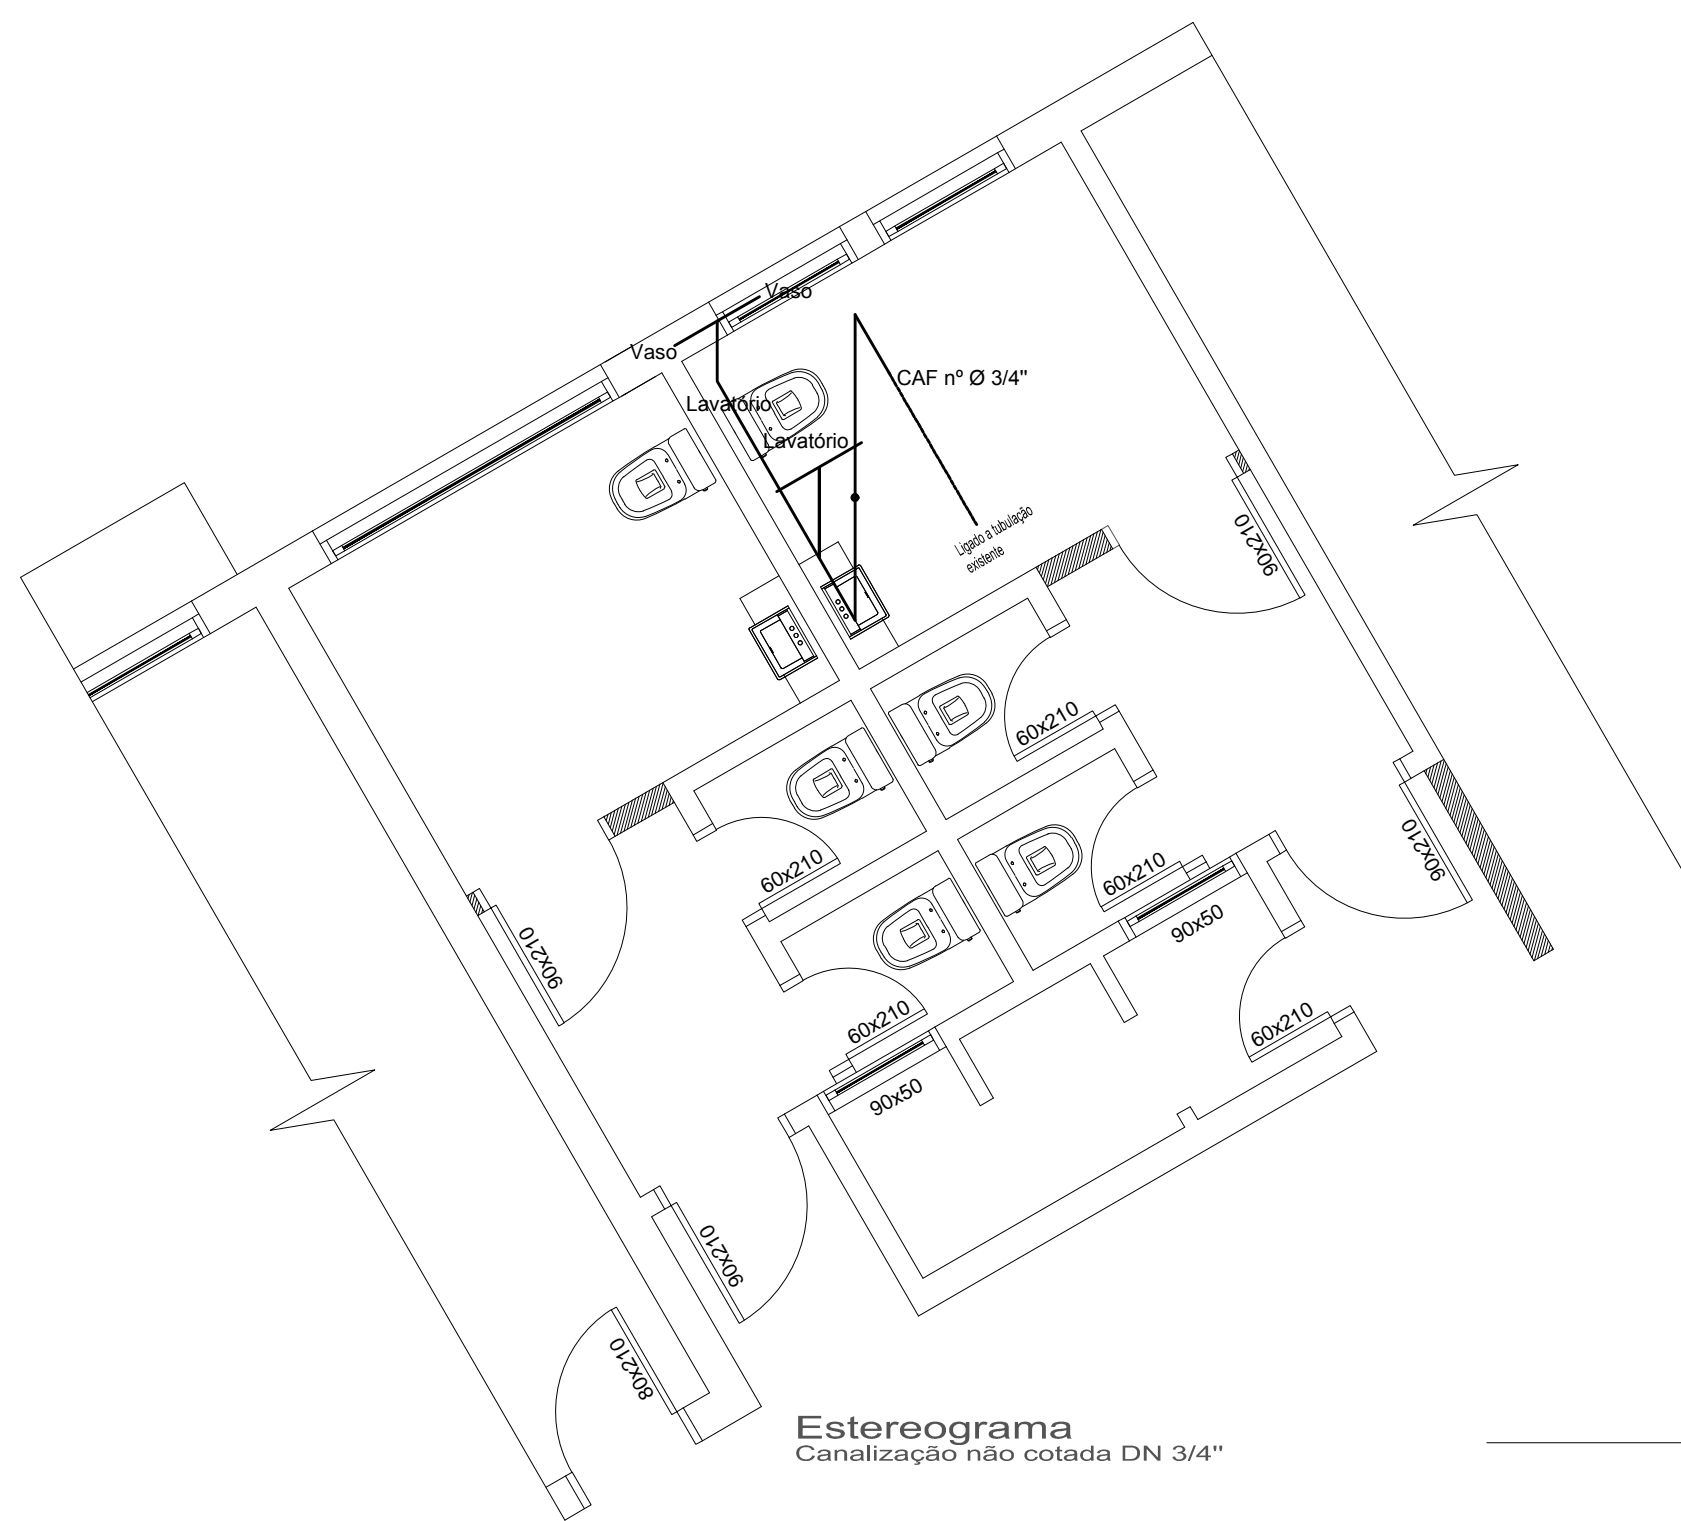 Vaso
Vaso
CAF nº Ø 3/4"
Lavatório
Lavatório
Ligado a tubulação
existente
90x210
60x210
60x210
90x210
60x210
90x50
90x210
60x210
60x210
90x50
90x210
80x210
Estereograma
Canalização não cotada DN 3/4"